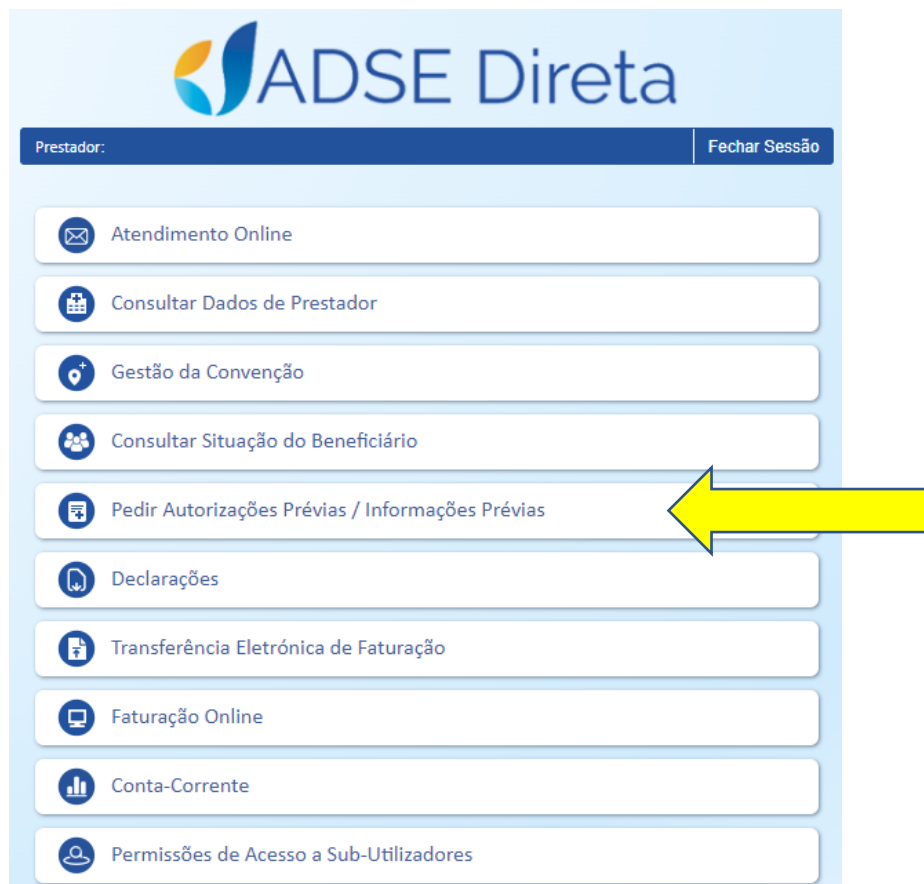 ADSE Direta
Prestador: Fechar Sessão
Atendimento Online
Consultar Dados de Prestador
Gestão da Convenção
Consultar Situação do Beneficiário
Pedir Autorizações Prévias / Informações Prévias
Declarações
Transferência Eletrónica de Faturação
Faturação Online
Conta-Corrente
Permissões de Acesso a Sub-Utilizadores